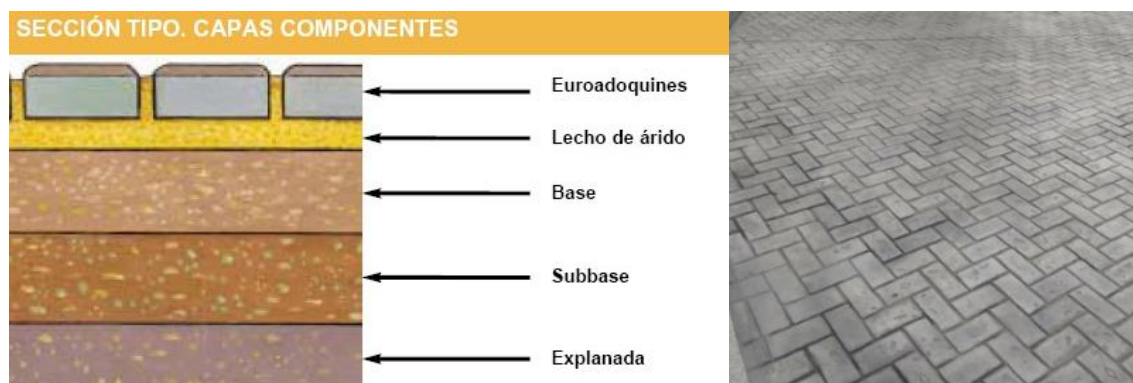 SECCIÓN TIPO. CAPAS COMPONENTES
Euroadoquines
Lecho de árido
Base
Subbase
Explanada